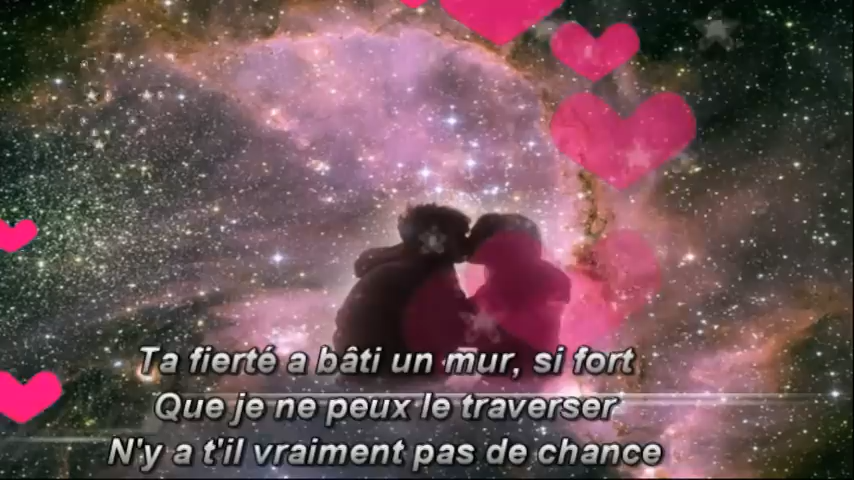 Ta fierté a bâti un mur, si fort
Que je ne peux le traverser
N'y a t'il vraiment pas de chance